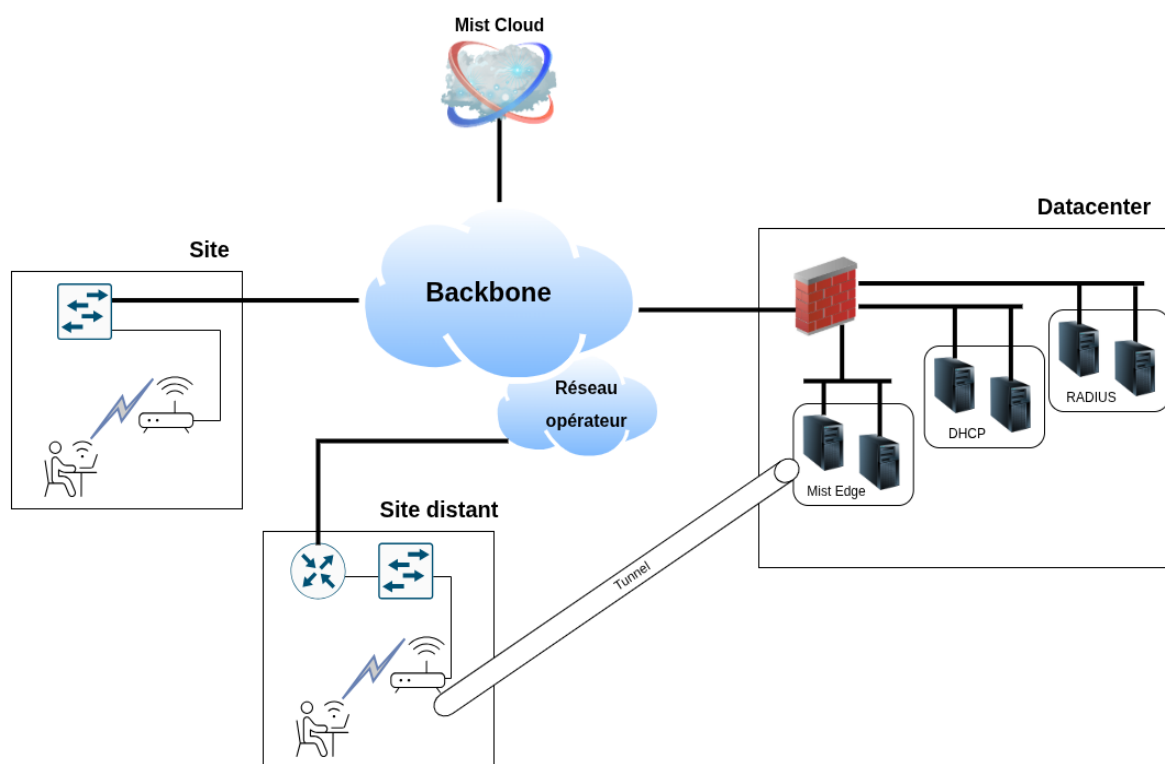 Mist Cloud
Datacenter
Site
Backbone
RADIUS
Réseau
opérateur
DHCP
Mist Edge
Site distant
Tunnel